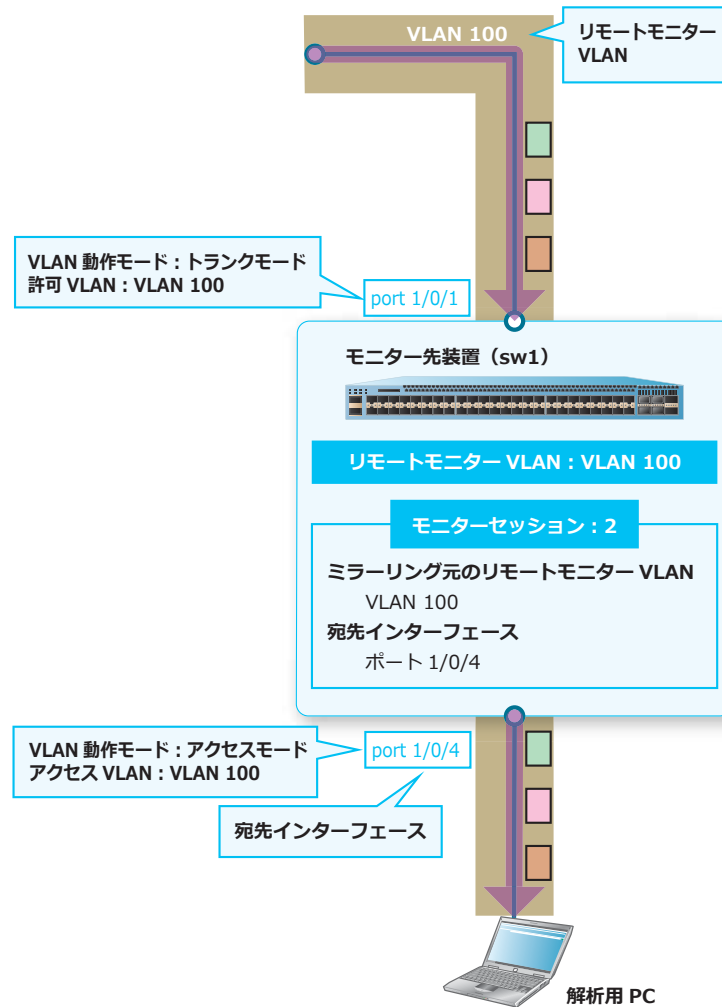 VLAN 100
リモートモニター
VLAN
VLAN 動作モード：トランクモード
許可 VLAN：VLAN 100
port 1/0/1
モニター先装置（sw1）
リモートモニター VLAN：VLAN 100
モニターセッション：2
ミラーリング元のリモートモニター VLAN
VLAN 100
宛先インターフェース
ポート 1/0/4
VLAN 動作モード：アクセスモード
アクセス VLAN：VLAN 100
port 1/0/4
宛先インターフェース
解析用 PC